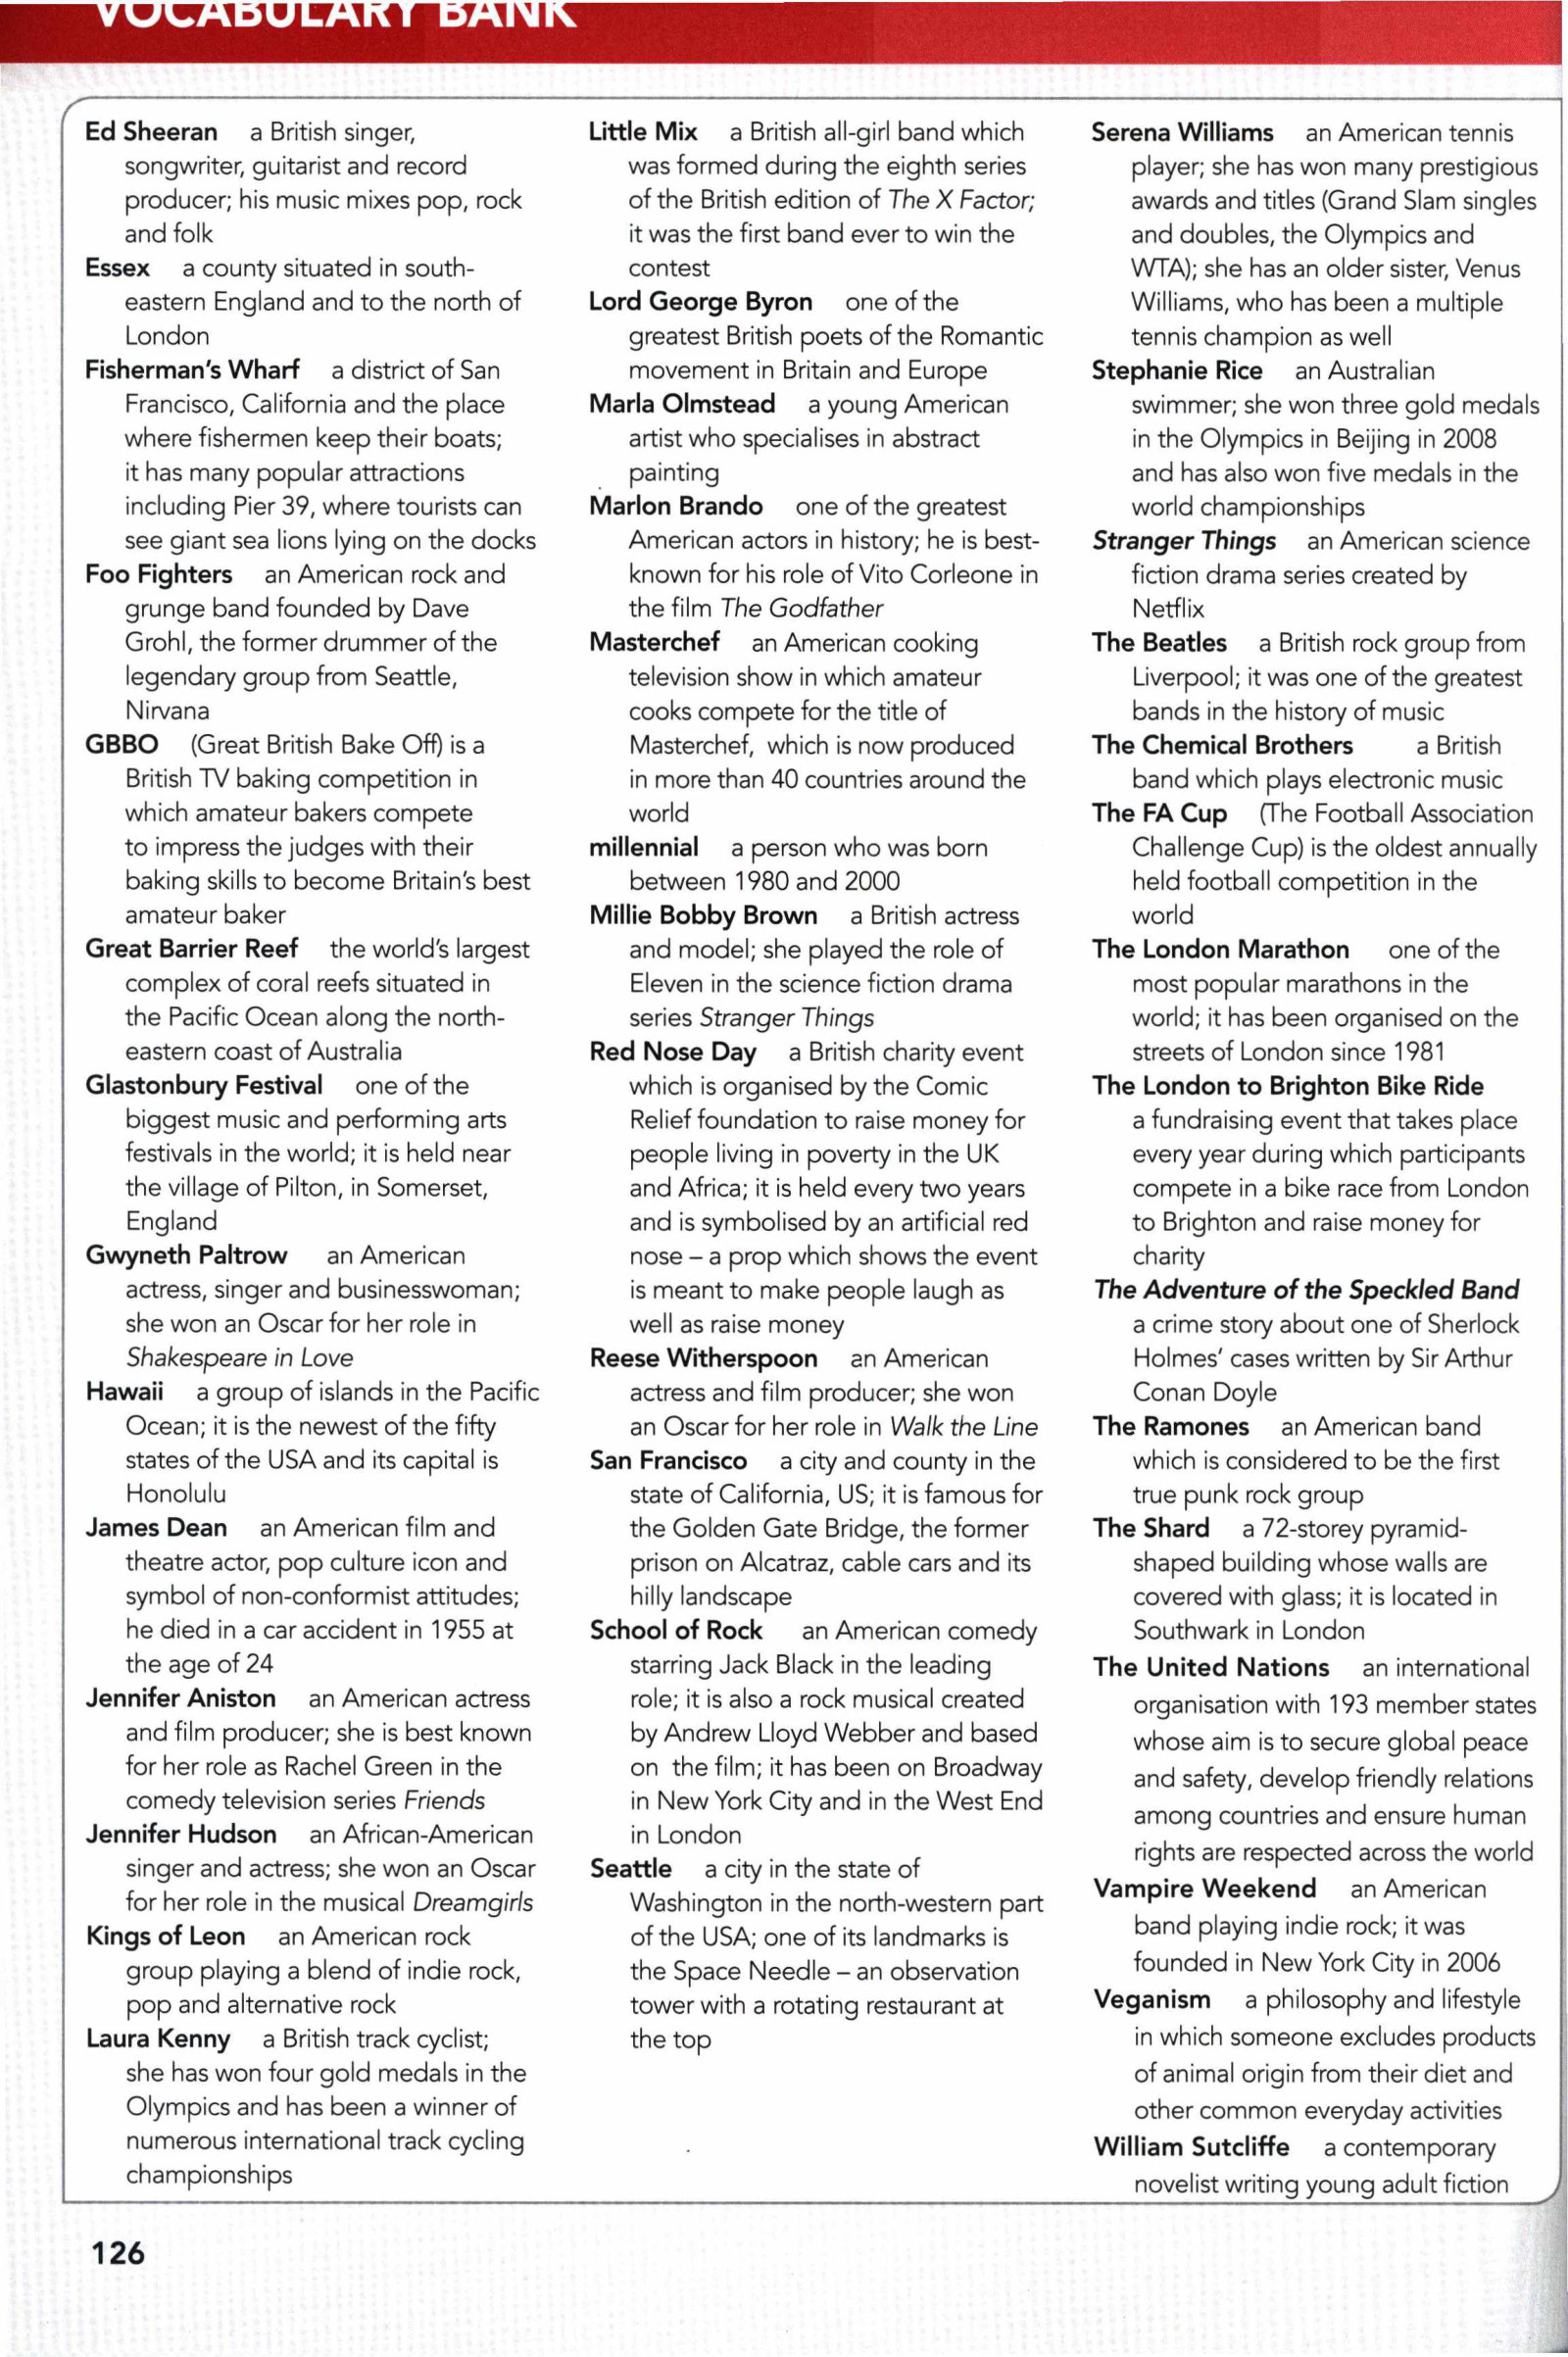 VOCABULARY BANK
Ed Sheeran a British singer,
songwriter, guitarist and record
producer; his music mixes pop, rock
and folk
Essex a county situated in south-
eastern England and to the north of
London
Fisherman's Wharf a district of San
Francisco, California and the place
where fishermen keep their boats;
it has many popular attractions
including Pier 39, where tourists can
see giant sea lions lying on the docks
Foo Fighters an American rock and
grunge band founded by Dave
Grohl, the former drummer of the
legendary group from Seattle,
Nirvana
GBBO (Great British Bake Off) is a
British TV baking competition in
which amateur bakers compete
to impress the judges with their
baking skills to become Britain's best
amateur baker
Great Barrier Reef the world's largest
complex of coral reefs situated in
the Pacific Ocean along the north-
eastern coast of Australia
Glastonbury Festival one of the
biggest music and performing arts
festivals in the world; it is held near
the village of Pilton, in Somerset,
England
Gwyneth Paltrow an American
actress, singer and businesswoman;
she won an Oscar for her role in
Shakespeare in Love
Hawaii a group of islands in the Pacific
Ocean; it is the newest of the fifty
states of the USA and its capital is
Honolulu
James Dean an American film and
theatre actor, pop culture icon and
symbol of non-conformist attitudes;
he died in a car accident in 1955 at
the age of 24
Jennifer Aniston an American actress
and film producer; she is best known
for her role as Rachel Green in the
comedy television series Friends
Jennifer Hudson an African-American
singer and actress; she won an Oscar
for her role in the musical Dreamgirls
Kings of Leon an American rock
group playing a blend of indie rock,
pop and alternative rock
Laura Kenny a British track cyclist;
she has won four gold medals in the
Olympics and has been a winner of
numerous international track cycling
championships
Little Mix a British all-girl band which
was formed during the eighth series
of the British edition of The X Factor;
it was the first band ever to win the
contest
Lord George Byron one of the
greatest British poets of the Romantic
movement in Britain and Europe
Marla Olmstead a young American
artist who specialises in abstract
painting
Marlon Brando one of the greatest
American actors in history; he is best-
known for his role of Vito Corleone in
the film The Godfather
Masterchef an American cooking
television show in which amateur
cooks compete for the title of
Masterchef, which is now produced
in more than 40 countries around the
world
millennial a person who was born
between 1980 and 2000
Millie Bobby Brown a British actress
and model; she played the role of
Eleven in the science fiction drama
series Stranger Things
Red Nose Day a British charity event
which is organised by the Comic
Relief foundation to raise money for
people living in poverty in the UK
and Africa; it is held every two years
and is symbolised by an artificial red
nose – a prop which shows the event
is meant to make people laugh as
well as raise money
Reese Witherspoon an American
actress and film producer; she won
an Oscar for her role in Walk the Line
San Francisco a city and county in the
state of California, US; it is famous for
the Golden Gate Bridge, the former
prison on Alcatraz, cable cars and its
hilly landscape
School of Rock an American comedy
starring Jack Black in the leading
role; it is also a rock musical created
by Andrew Lloyd Webber and based
on the film; it has been on Broadway
in New York City and in the West End
in London
Seattle a city in the state of
Washington in the north-western part
of the USA; one of its landmarks is
the Space Needle – an observation
tower with a rotating restaurant at
the top
Serena Williams an American tennis
player; she has won many prestigious
awards and titles (Grand Slam singles
and doubles, the Olympics and
WTA); she has an older sister, Venus
Williams, who has been a multiple
tennis champion as well
Stephanie Rice an Australian
swimmer; she won three gold medals
in the Olympics in Beijing in 2008
and has also won five medals in the
world championships
Stranger Things an American science
fiction drama series created by
Netflix
The Beatles a British rock group from
Liverpool; it was one of the greatest
bands in the history of music
The Chemical Brothers a British
band which plays electronic music
The FA Cup (The Football Association
Challenge Cup) is the oldest annually
held football competition in the
world
The London Marathon one of the
most popular marathons in the
world; it has been organised on the
streets of London since 1981
The London to Brighton Bike Ride
a fundraising event that takes place
every year during which participants
compete in a bike race from London
to Brighton and raise money for
charity
The Adventure of the Speckled Band
a crime story about one of Sherlock
Holmes' cases written by Sir Arthur
Conan Doyle
The Ramones an American band
which is considered to be the first
true punk rock group
The Shard a 72-storey pyramid-
shaped building whose walls are
covered with glass; it is located in
Southwark in London
The United Nations an international
organisation with 193 member states
whose aim is to secure global peace
and safety, develop friendly relations
among countries and ensure human
rights are respected across the world
Vampire Weekend an American
band playing indie rock; it was
founded in New York City in 2006
Veganism a philosophy and lifestyle
in which someone excludes products
of animal origin from their diet and
other common everyday activities
William Sutcliffe a contemporary
novelist writing young adult fiction
126